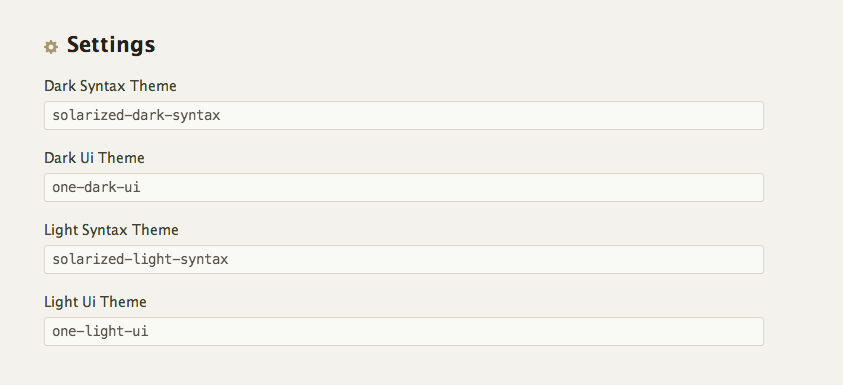 Settings
Dark Syntax Theme
solarized-dark-syntax
Dark Ui Theme
one-dark-ui
Light Syntax Theme
solarized-light-syntax
Light Ui Theme
one-light-ui